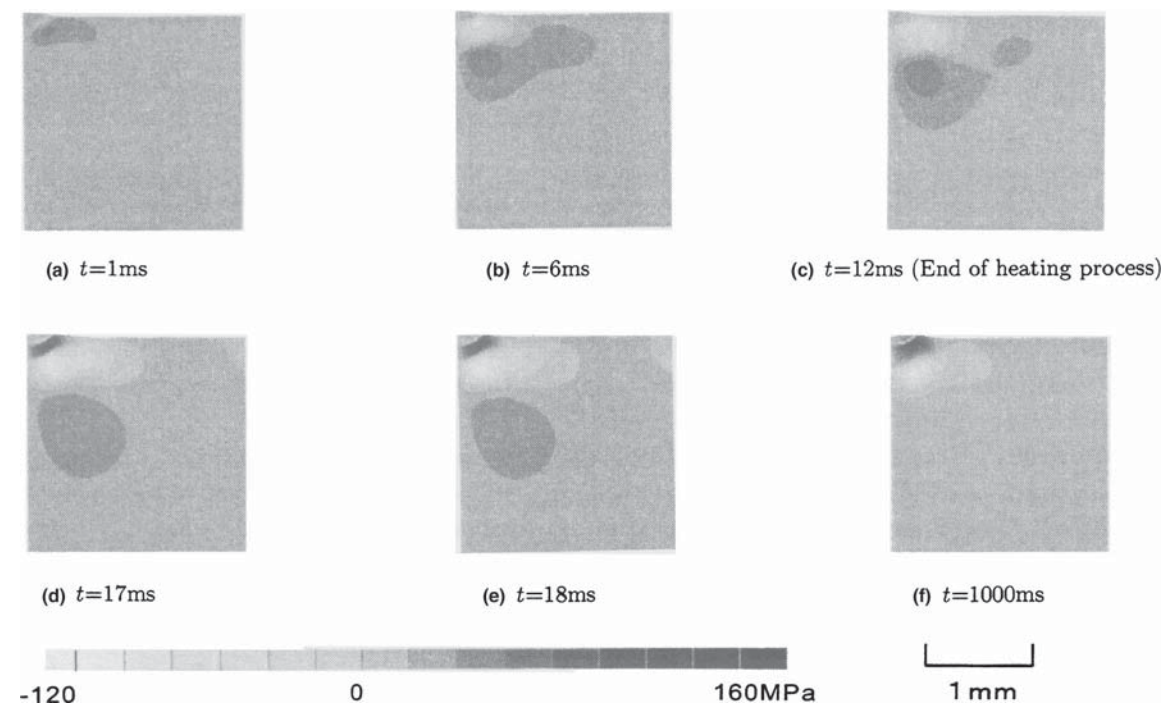 (a) t=1ms
(b) t=6ms
(c) t=12ms (End of heating process)
(d) t=17ms
(e) t=18ms
(f) t=1000ms
-120 0 160MPa
1 mm